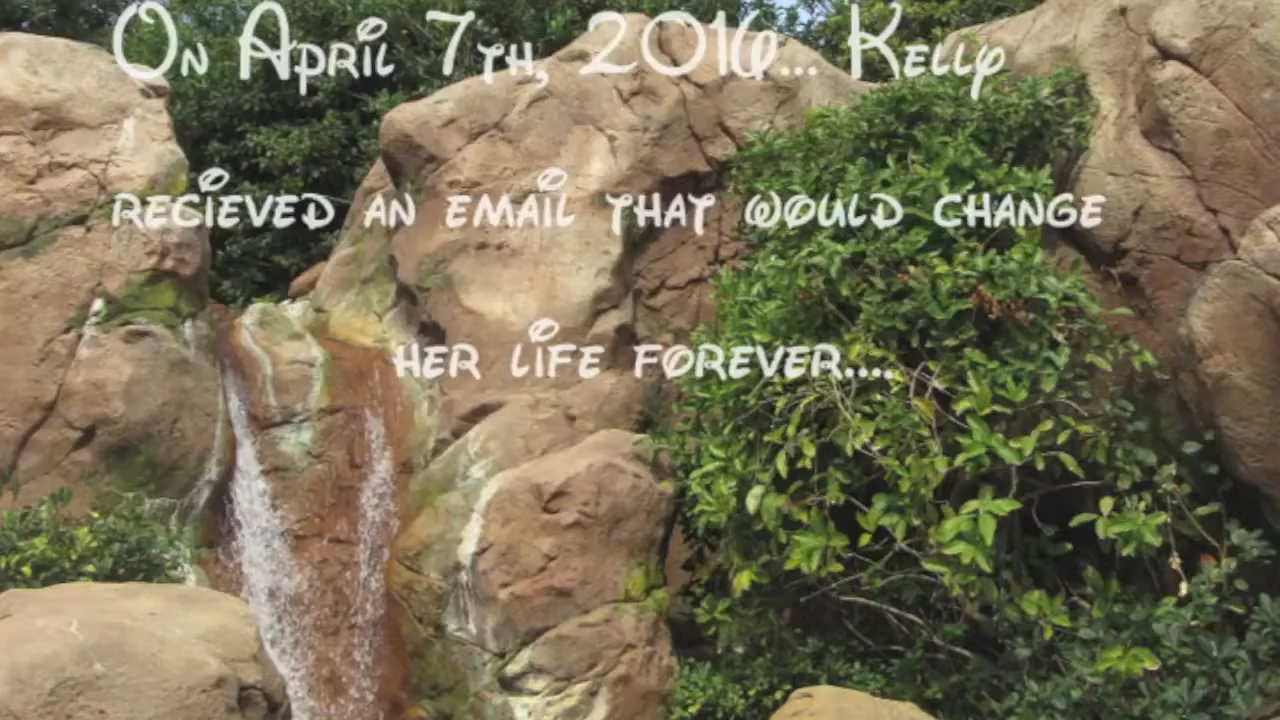 On April 7th, 2016... Kelly
recieved an email that would change
her life forever....